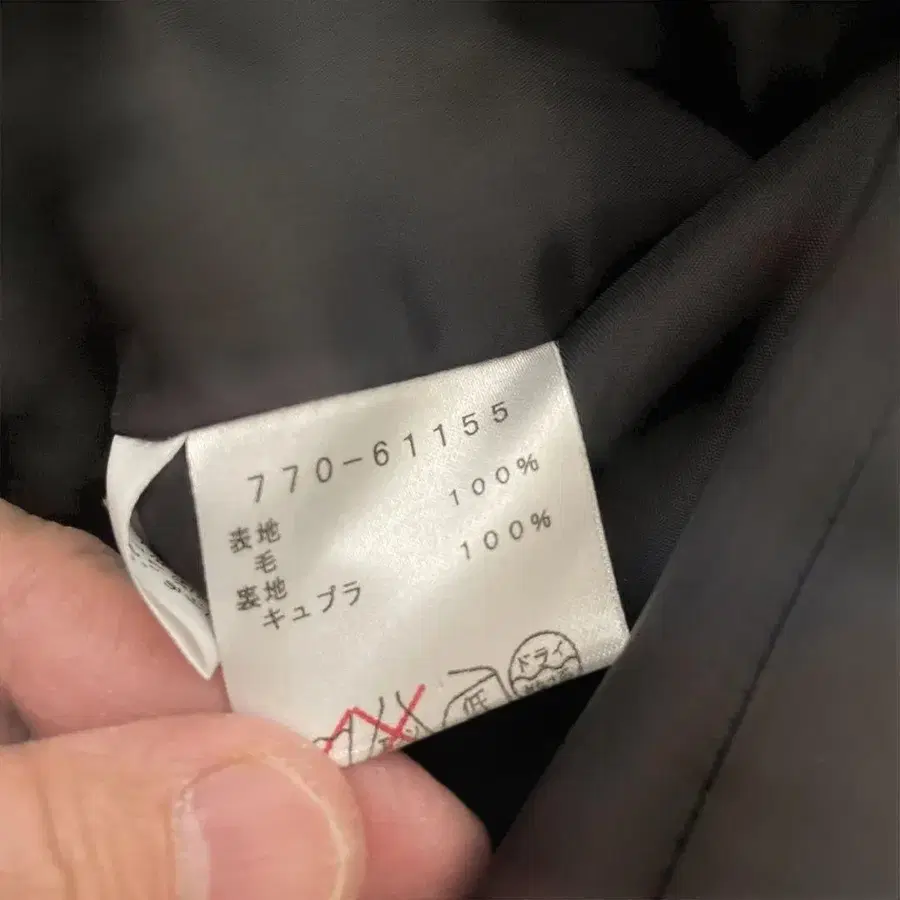 770-61155
表地
毛 100%
裏地
キュプラ 100%
低
ドライ